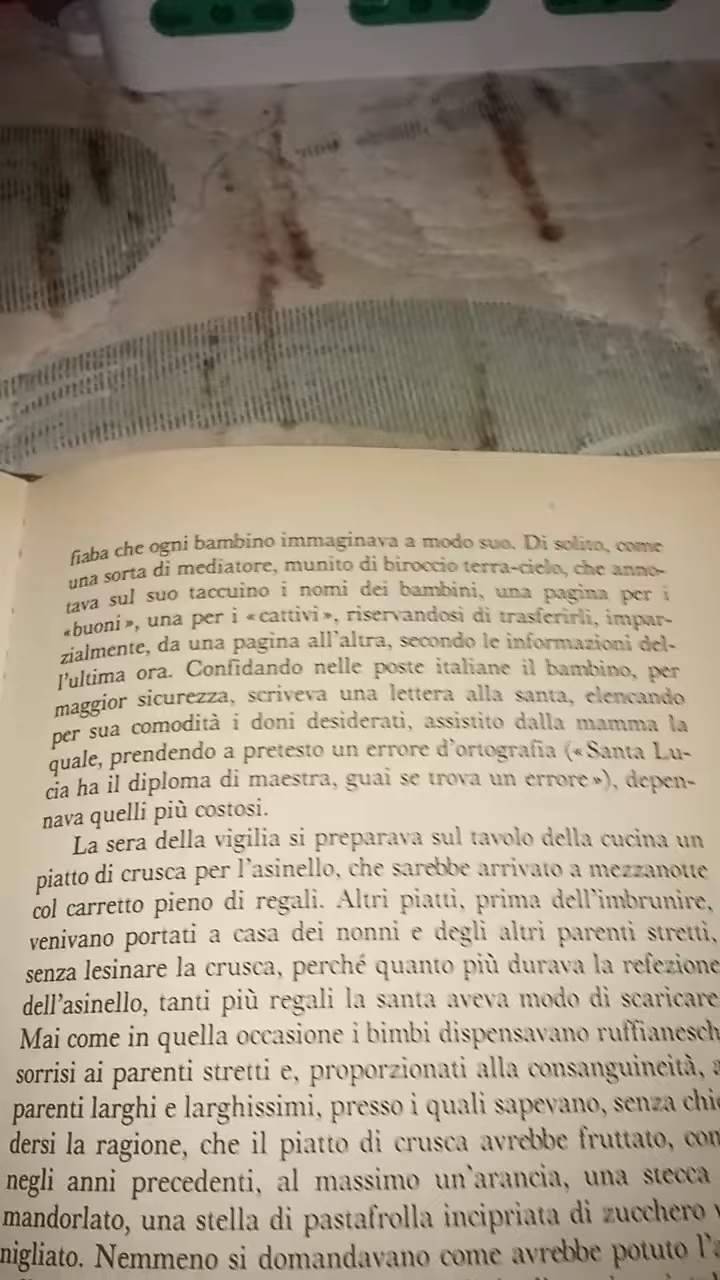 fiaba che ogni bambino immaginava a modo suo. Di solito, come
una sorta di mediatore, munito di biroccio terra-cielo, che anno-
tava sul suo taccuino i nomi dei bambini, una pagina per i
«buoni», una per i «cattivi», riservandosi di trasferirli, impar-
zialmente, da una pagina all'altra, secondo le informazioni del-
l'ultima ora. Confidando nelle poste italiane il bambino, per
maggior sicurezza, scriveva una lettera alla santa, elencando
per sua comodità i doni desiderati, assistito dalla mamma la
quale, prendendo a pretesto un errore d'ortografia («Santa Lu-
cia ha il diploma di maestra, guai se trova un errore»), depen-
nava quelli più costosi.
La sera della vigilia si preparava sul tavolo della cucina un
piatto di crusca per l'asinello, che sarebbe arrivato a mezzanotte
col carretto pieno di regali. Altri piatti, prima dell'imbrunire,
venivano portati a casa dei nonni e degli altri parenti stretti,
senza lesinare la crusca, perché quanto più durava la refezione
dell'asinello, tanti più regali la santa aveva modo di scaricare
Mai come in quella occasione i bimbi dispensavano ruffianesch
sorrisi ai parenti stretti e, proporzionati alla consanguineità,
parenti larghi e larghissimi, presso i quali sapevano, senza chie
dersi la ragione, che il piatto di crusca avrebbe fruttato, com
negli anni precedenti, al massimo un'arancia, una stecca
mandorlato, una stella di pastafrolla incipriata di zucchero v
nigliato. Nemmeno si domandavano come avrebbe potuto l'a